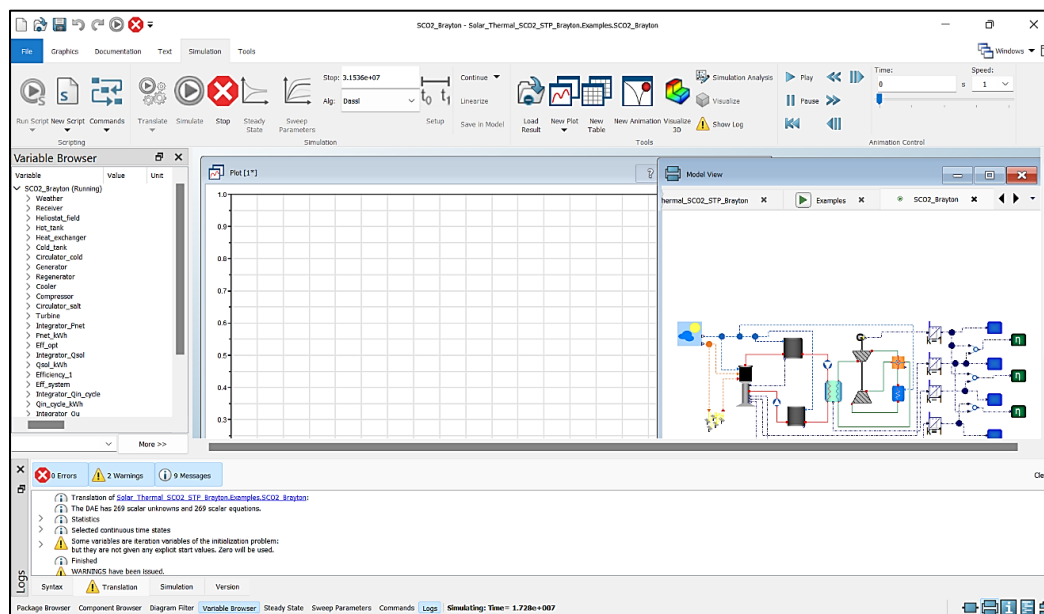 SCO2_Brayton - Solar_Thermal_SCO2_STP_Brayton.Examples.SCO2_Brayton
File Graphics Documentation Text Simulation Tools Windows
Stop: 3.1536e+07 Continue Simulation Analysis Play Time: Speed:
0 s 1
Alg: Dassl Linearize Visualize Pause
Run Script New Script Commands Translate Simulate Stop Steady State Sweep Parameters t0 t1 Setup Save in Model Load Result New Plot New Table New Animation Visualize 3D Show Log
Scripting Simulation Tools Animation Control
Variable Browser
Variable Value Unit
SCO2_Brayton (Running)
Weather
Receiver
Heliostat_field
Hot_tank
Heat_exchanger
Cold_tank
Circulator_cold
Generator
Regenerator
Cooler
Compressor
Circulator_salt
Turbine
Integrator_Pnet
Pnet_kWh
Eff_opt
Integrator_Qsol
Qsol_kWh
Efficiency_1
Eff_system
Integrator_Qin_cycle
Qin_cycle_kWh
Integrator_Qu
More >>
Plot [1*]
?
1.0
0.9
0.8
0.7
0.6
0.5
0.4
0.3
Model View
hermal_SCO2_STP_Brayton Examples SCO2_Brayton
k=1
η
k=1
η
k=1
η
k=1
0 Errors 2 Warnings 9 Messages Cle
Translation of Solar_Thermal_SCO2_STP_Brayton.Examples.SCO2_Brayton:
The DAE has 269 scalar unknowns and 269 scalar equations.
Statistics
Selected continuous time states
Some variables are iteration variables of the initialization problem:
but they are not given any explicit start values. Zero will be used.
Finished
WARNINGS have been issued.
Logs
Syntax Translation Simulation Version
Package Browser Component Browser Diagram Filter Variable Browser Steady State Sweep Parameters Commands Logs Simulating: Time= 1.728e+007